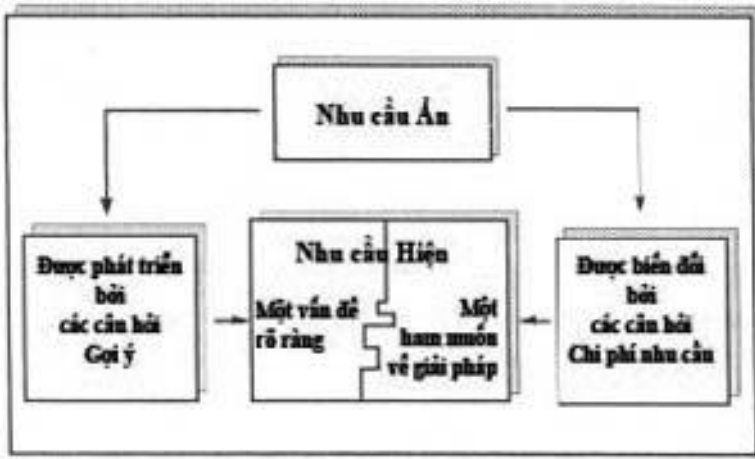 Nhu cầu Ẩn
Được phát triển
bởi
các câu hỏi
Gợi ý
Nhu cầu Hiện
Một vấn đề
rõ ràng
Một
ham muốn
về giải pháp
Được biến đổi
bởi
các câu hỏi
Chi phí nhu cầu